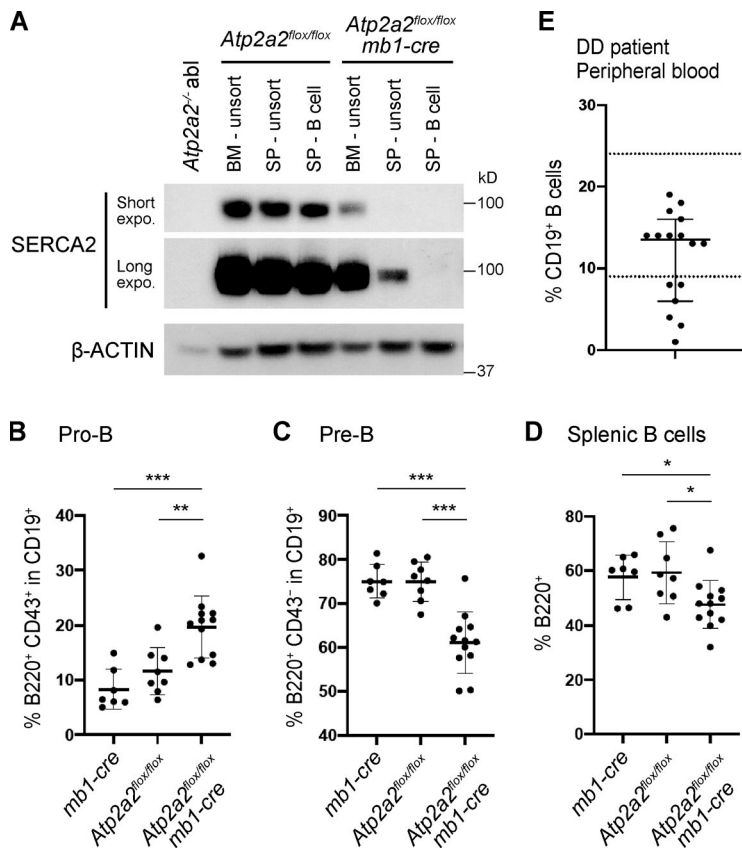 A
Atp2a2flox/flox
Atp2a2flox/flox
mb1-cre
Atp2a2-/- abl
BM - unsort
SP - unsort
SP - B cell
BM - unsort
SP - unsort
SP - B cell
kD
SERCA2
Short
expo.
100
Long
expo.
100
β-ACTIN
37
E
DD patient
Peripheral blood
% CD19+ B cells
30
20
10
0
B
Pro-B
***
**
% B220+ CD43+ in CD19+
40
30
20
10
0
mb1-cre
Atp2a2flox/flox
Atp2a2flox/flox
mb1-cre
C
Pre-B
***
***
% B220+ CD43− in CD19+
90
80
70
60
50
40
mb1-cre
Atp2a2flox/flox
Atp2a2flox/flox
mb1-cre
D
Splenic B cells
*
*
% B220+
80
60
40
20
0
mb1-cre
Atp2a2flox/flox
Atp2a2flox/flox
mb1-cre